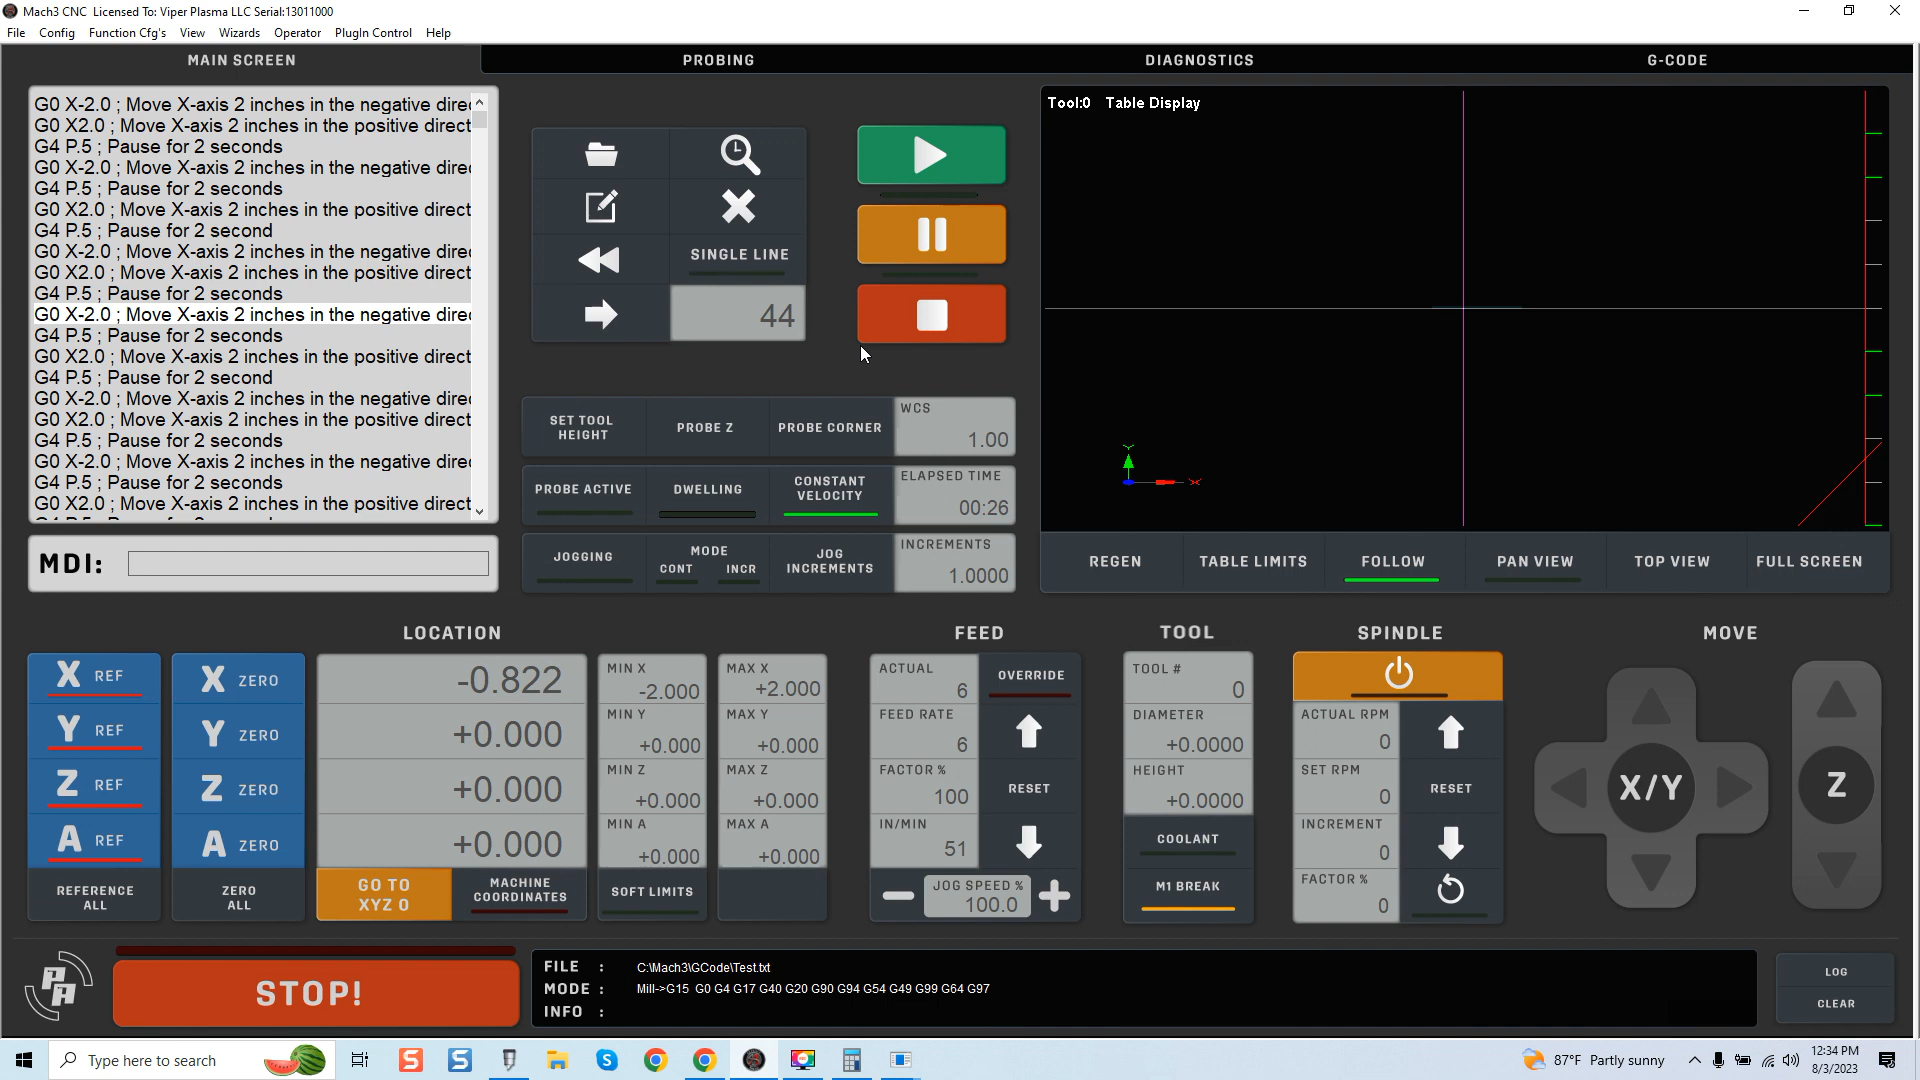 Mach3 CNC  Licensed To: Viper Plasma LLC Serial:13011000
File Config Function Cfg's View Wizards Operator PlugIn Control Help
MAIN SCREEN PROBING DIAGNOSTICS G-CODE
G0 X-2.0 ; Move X-axis 2 inches in the negative dire
G0 X2.0 ; Move X-axis 2 inches in the positive direct
G4 P.5 ; Pause for 2 seconds
G0 X-2.0 ; Move X-axis 2 inches in the negative dire
G4 P.5 ; Pause for 2 seconds
G0 X2.0 ; Move X-axis 2 inches in the positive direct
G4 P.5 ; Pause for 2 second
G0 X-2.0 ; Move X-axis 2 inches in the negative dire
G0 X2.0 ; Move X-axis 2 inches in the positive direct
G4 P.5 ; Pause for 2 seconds
G0 X-2.0 ; Move X-axis 2 inches in the negative dire
G4 P.5 ; Pause for 2 seconds
G0 X2.0 ; Move X-axis 2 inches in the positive direct
G4 P.5 ; Pause for 2 second
G0 X-2.0 ; Move X-axis 2 inches in the negative dire
G0 X2.0 ; Move X-axis 2 inches in the positive direct
G4 P.5 ; Pause for 2 seconds
G0 X-2.0 ; Move X-axis 2 inches in the negative dire
G4 P.5 ; Pause for 2 seconds
G0 X2.0 ; Move X-axis 2 inches in the positive direct
MDI:
SINGLE LINE
44
SET TOOL HEIGHT PROBE Z PROBE CORNER WCS 1.00
PROBE ACTIVE DWELLING CONSTANT VELOCITY ELAPSED TIME 00:26
JOGGING MODE CONT INCR JOG INCREMENTS INCREMENTS 1.0000
Tool:0 Table Display
Y
X
REGEN TABLE LIMITS FOLLOW PAN VIEW TOP VIEW FULL SCREEN
LOCATION
X REF X ZERO -0.822 MIN X -2.000 MAX X +2.000
Y REF Y ZERO +0.000 MIN Y +0.000 MAX Y +0.000
Z REF Z ZERO +0.000 MIN Z +0.000 MAX Z +0.000
A REF A ZERO +0.000 MIN A +0.000 MAX A +0.000
REFERENCE ALL ZERO ALL GO TO XYZ 0 MACHINE COORDINATES SOFT LIMITS
FEED
ACTUAL 6 OVERRIDE
FEED RATE 6
FACTOR % 100 RESET
IN/MIN 51
JOG SPEED % 100.0
TOOL
TOOL # 0
DIAMETER +0.0000
HEIGHT +0.0000
COOLANT
M1 BREAK
SPINDLE
ACTUAL RPM 0
SET RPM 0 RESET
INCREMENT 0
FACTOR % 0
MOVE
X/Y Z
PA
STOP!
FILE : C:\Mach3\GCode\Test.txt
MODE : Mill->G15  G0 G4 G17 G40 G20 G90 G94 G54 G49 G99 G64 G97
INFO :
LOG
CLEAR
Type here to search
S S S
87°F Partly sunny
12:34 PM
8/3/2023